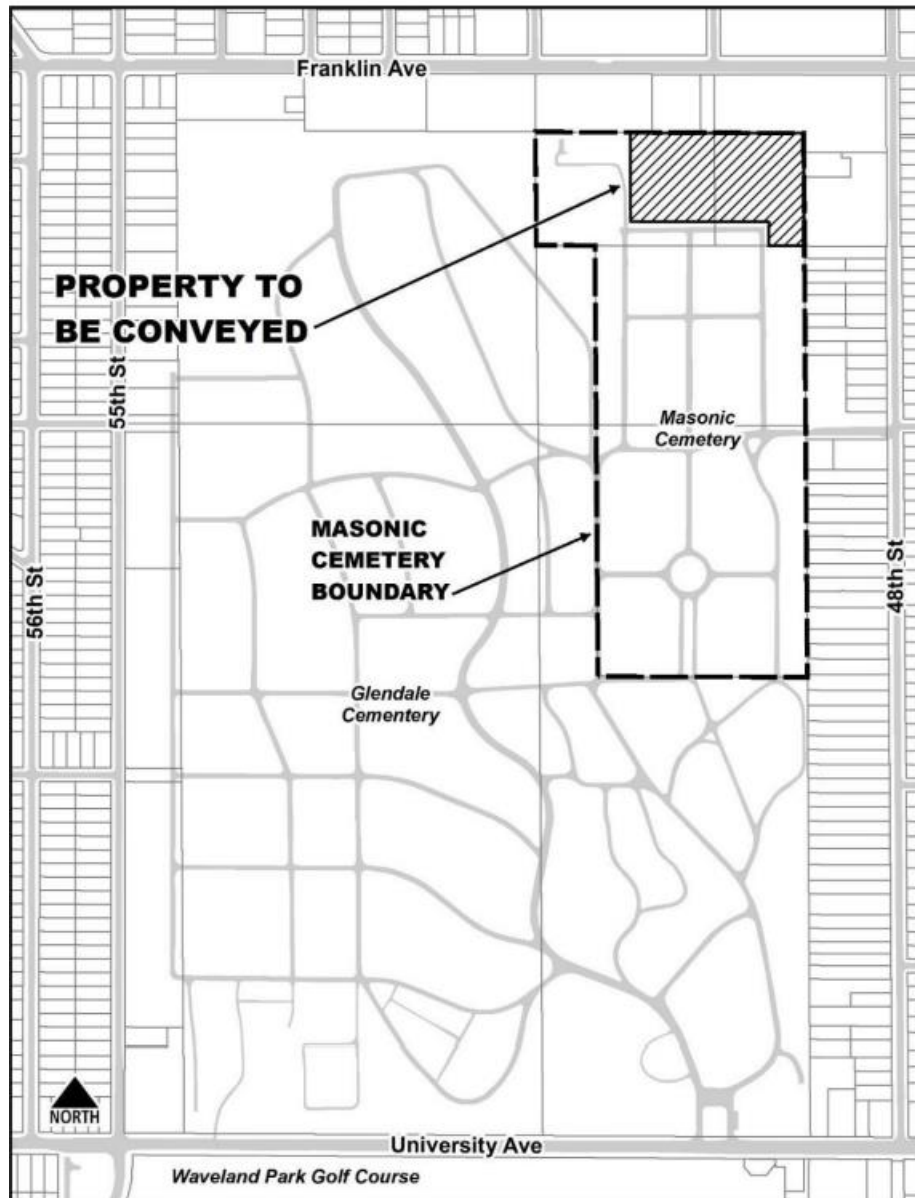 Franklin Ave
PROPERTY TO
BE CONVEYED
55th St
Masonic
Cemetery
MASONIC
CEMETERY
BOUNDARY
56th St
48th St
Glendale
Cementery
NORTH
University Ave
Waveland Park Golf Course